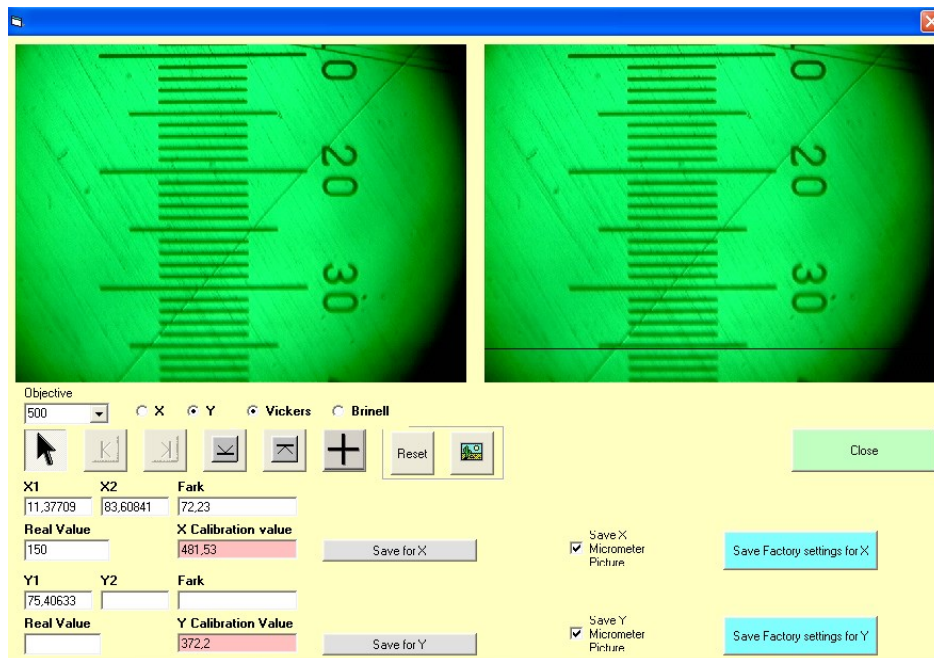 10
10
20
20
30
30
Objective
500
X
Y
Vickers
Brinell
Reset
Close
X1 X2 Fark
11,37709 83,60841 72,23
Real Value X Calibration value
150 481,53
Save for X
Save X
Micrometer
Picture
Save Factory settings for X
Y1 Y2 Fark
75,40633
Real Value Y Calibration Value
372,2
Save for Y
Save Y
Micrometer
Picture
Save Factory settings for Y